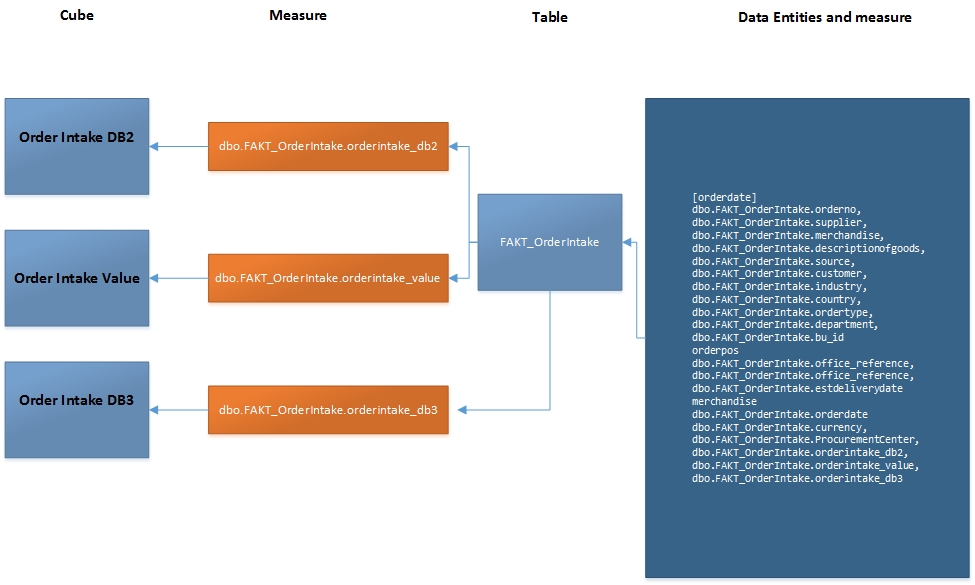 Cube
Measure
Table
Data Entities and measure
Order Intake DB2
dbo.FAKT_OrderIntake.orderintake_db2
Order Intake Value
dbo.FAKT_OrderIntake.orderintake_value
Order Intake DB3
dbo.FAKT_OrderIntake.orderintake_db3
FAKT_OrderIntake
[orderdate]
dbo.FAKT_OrderIntake.orderno,
dbo.FAKT_OrderIntake.supplier,
dbo.FAKT_OrderIntake.merchandise,
dbo.FAKT_OrderIntake.descriptionofgoods,
dbo.FAKT_OrderIntake.source,
dbo.FAKT_OrderIntake.customer,
dbo.FAKT_OrderIntake.industry,
dbo.FAKT_OrderIntake.country,
dbo.FAKT_OrderIntake.ordertype,
dbo.FAKT_OrderIntake.department,
dbo.FAKT_OrderIntake.bu_id
orderpos
dbo.FAKT_OrderIntake.office_reference,
dbo.FAKT_OrderIntake.office_reference,
dbo.FAKT_OrderIntake.estdeliverydate
merchandise
dbo.FAKT_OrderIntake.orderdate
dbo.FAKT_OrderIntake.currency,
dbo.FAKT_OrderIntake.ProcurementCenter,
dbo.FAKT_OrderIntake.orderintake_db2,
dbo.FAKT_OrderIntake.orderintake_value,
dbo.FAKT_OrderIntake.orderintake_db3